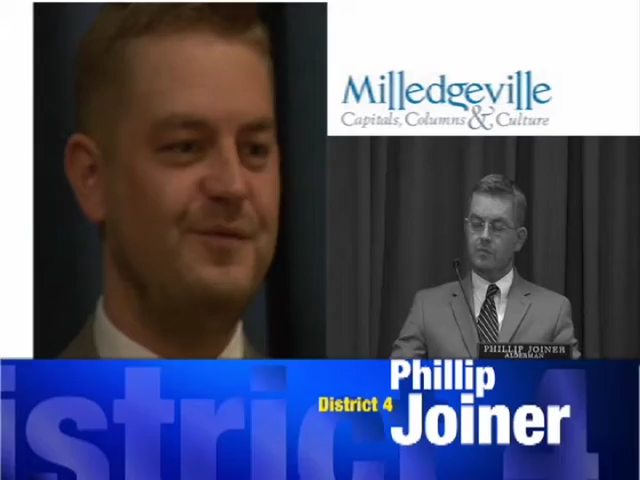 Milledgeville
Capitals, Columns & Culture
PHILLIP JOINER
ALDERMAN
Phillip
District 4
Joiner
istrict 4